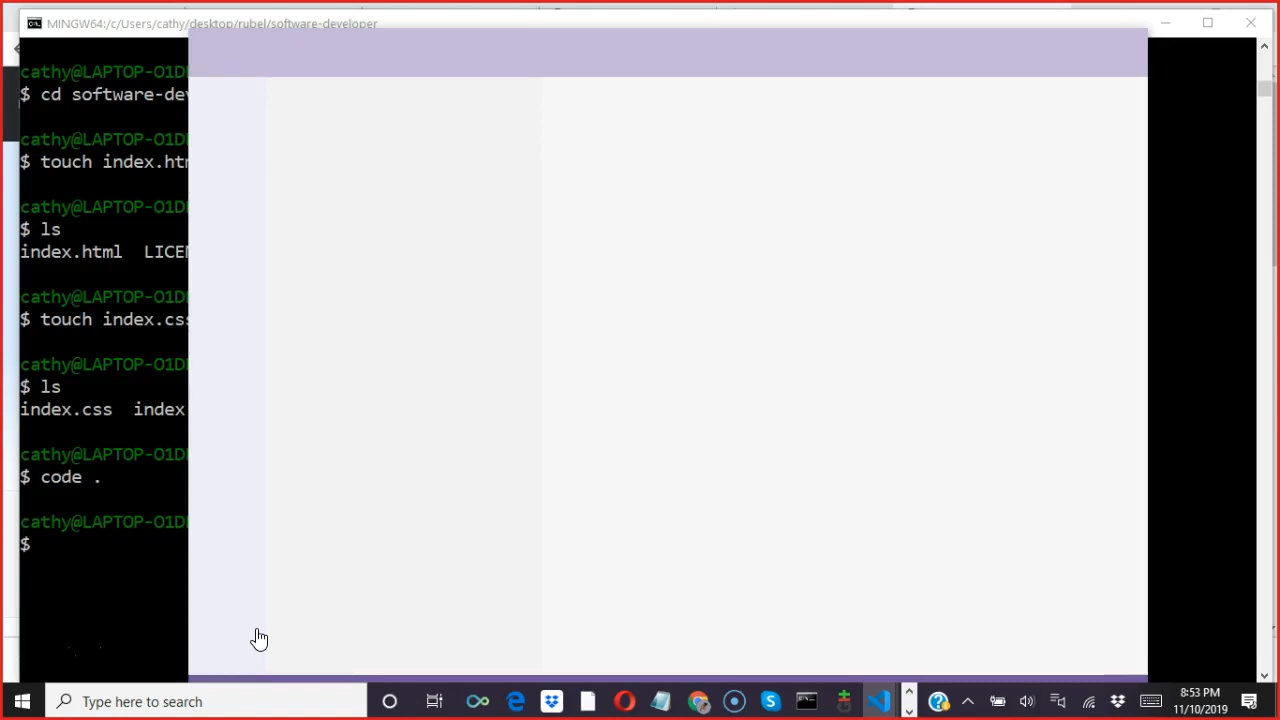 MINGW64:/c/Users/cathy/desktop/rubel/software-developer
cathy@LAPTOP-O1D
$ cd software-dev
cathy@LAPTOP-O1D
$ touch index.htm
cathy@LAPTOP-O1D
$ ls
index.html LICEN
cathy@LAPTOP-O1D
$ touch index.css
cathy@LAPTOP-O1D
$ ls
index.css index
cathy@LAPTOP-O1D
$ code .
cathy@LAPTOP-O1D
$
Type here to search
8:53 PM
11/10/2019